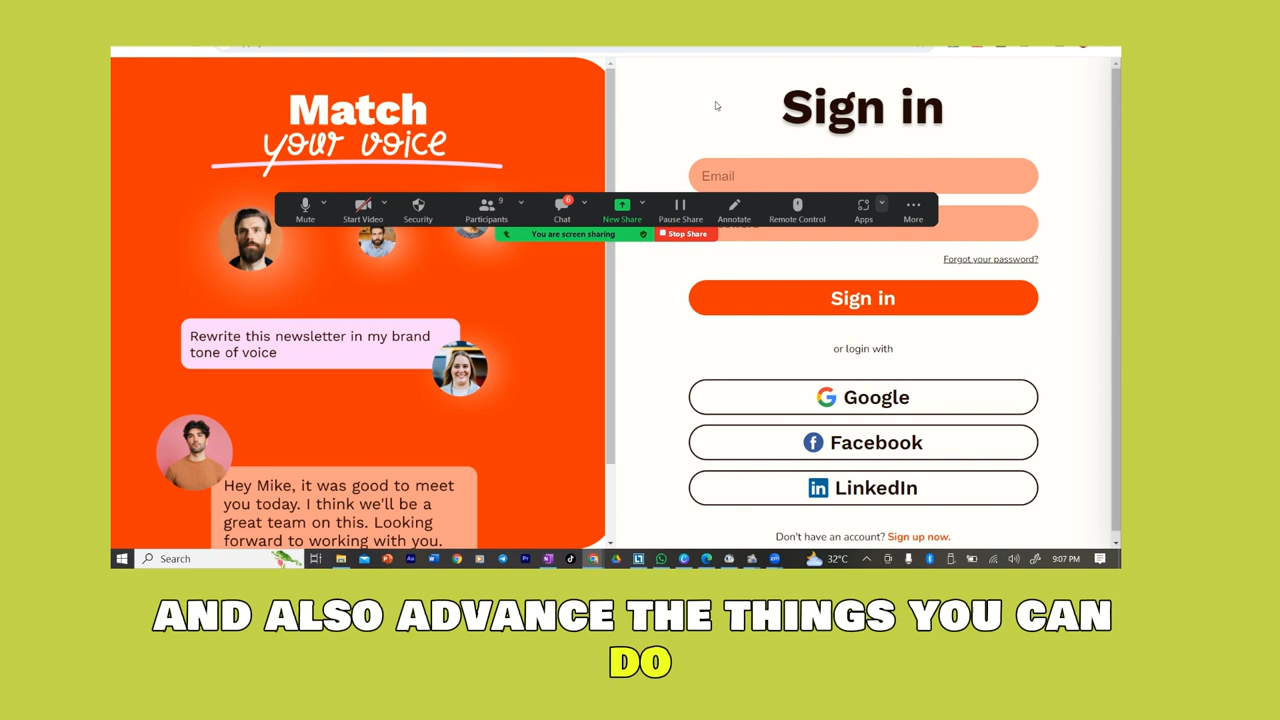 Match
your voice
Sign in
Email
9
6
Mute
Start Video
Security
Participants
Chat
New Share
Pause Share
Annotate
Remote Control
Apps
More
You are screen sharing
Stop Share
Forgot your password?
Sign in
Rewrite this newsletter in my brand
tone of voice
or login with
Google
Facebook
LinkedIn
Hey Mike, it was good to meet
you today. I think we'll be a
great team on this. Looking
forward to working with you.
Don't have an account? Sign up now.
Search
32°C
9:07 PM
AND ALSO ADVANCE THE THINGS YOU CAN
DO